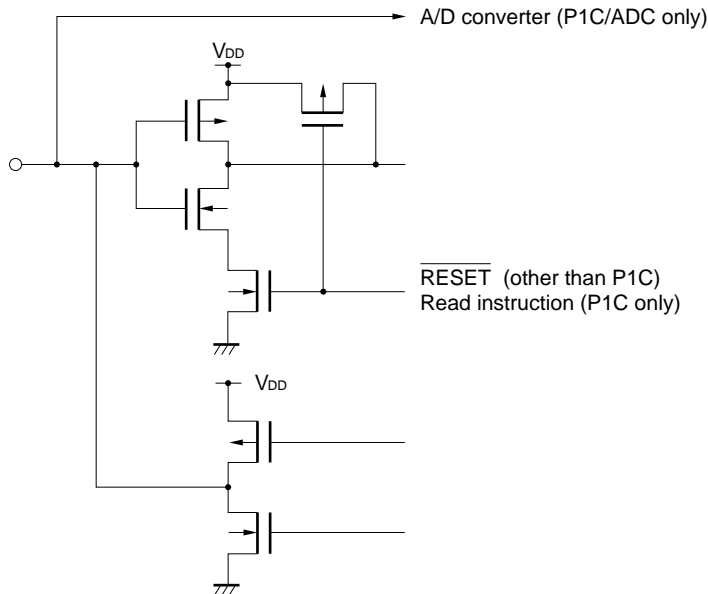 A/D converter (P1C/ADC only)
VDD
RESET (other than P1C)
Read instruction (P1C only)
VDD